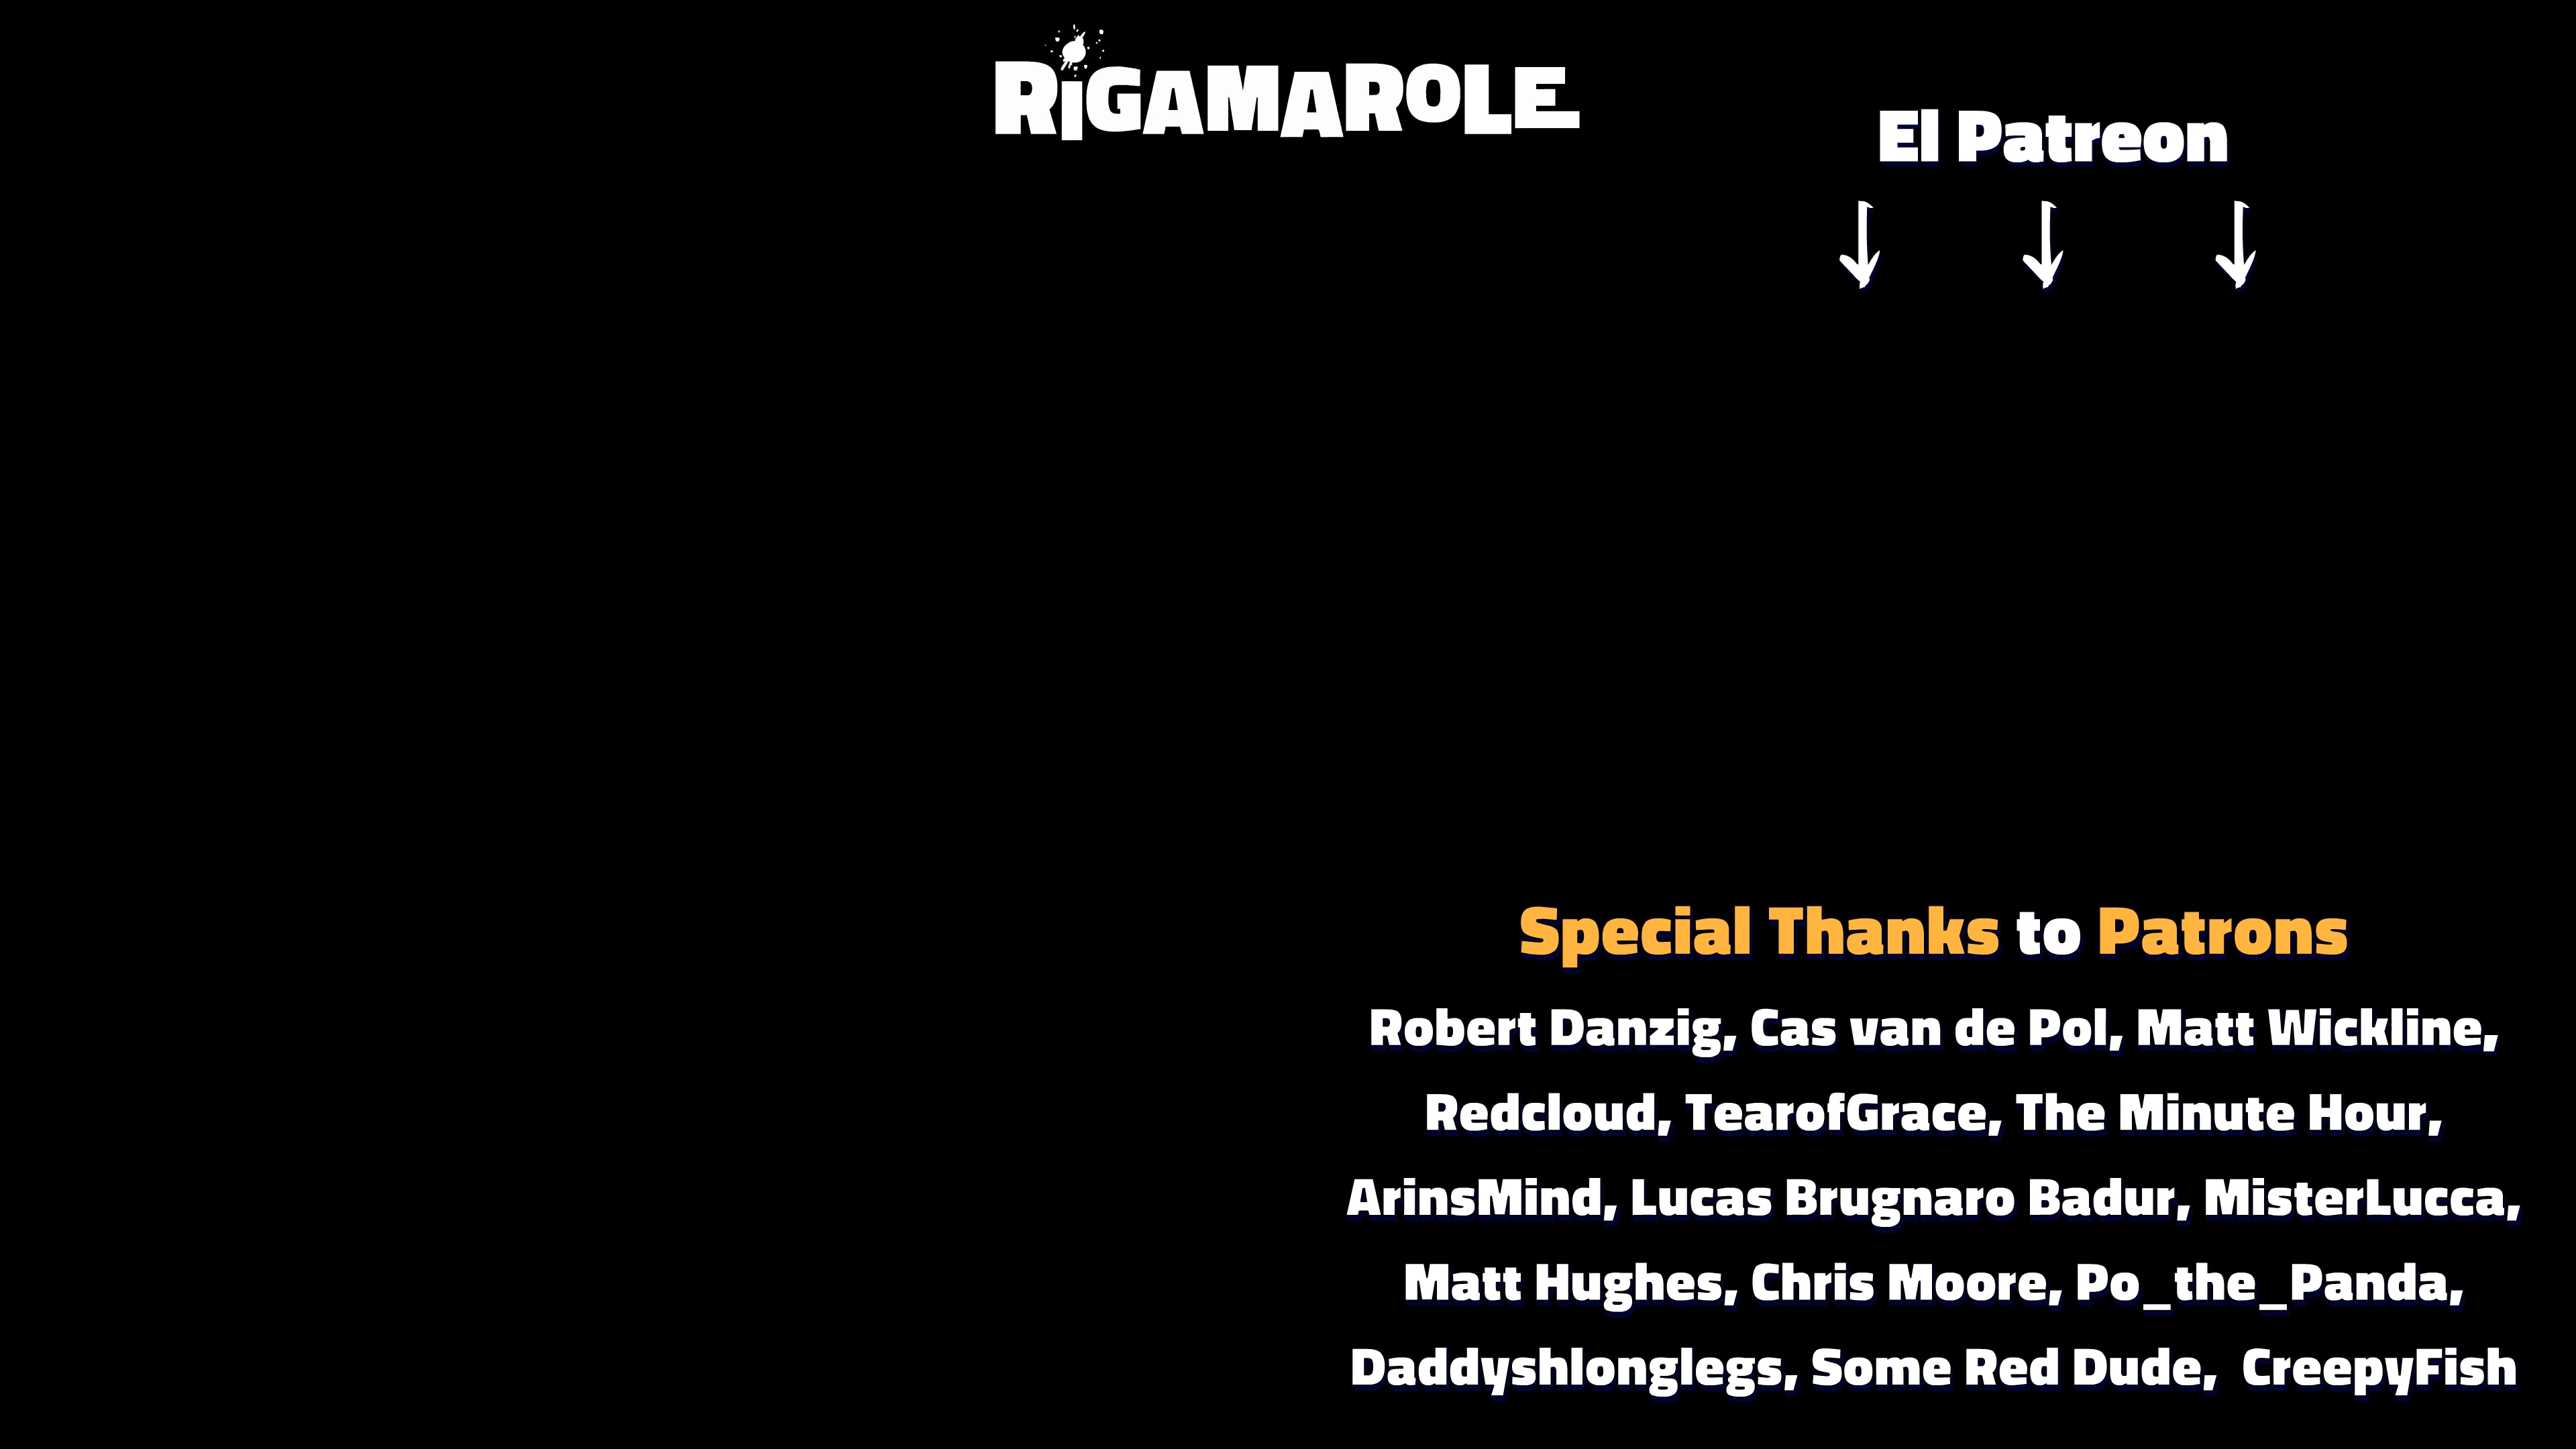 RiGAMAROLE
El Patreon
Special Thanks to Patrons
Robert Danzig, Cas van de Pol, Matt Wickline,
Redcloud, TearofGrace, The Minute Hour,
ArinsMind, Lucas Brugnaro Badur, MisterLucca,
Matt Hughes, Chris Moore, Po_the_Panda,
Daddyshlonglegs, Some Red Dude,  CreepyFish